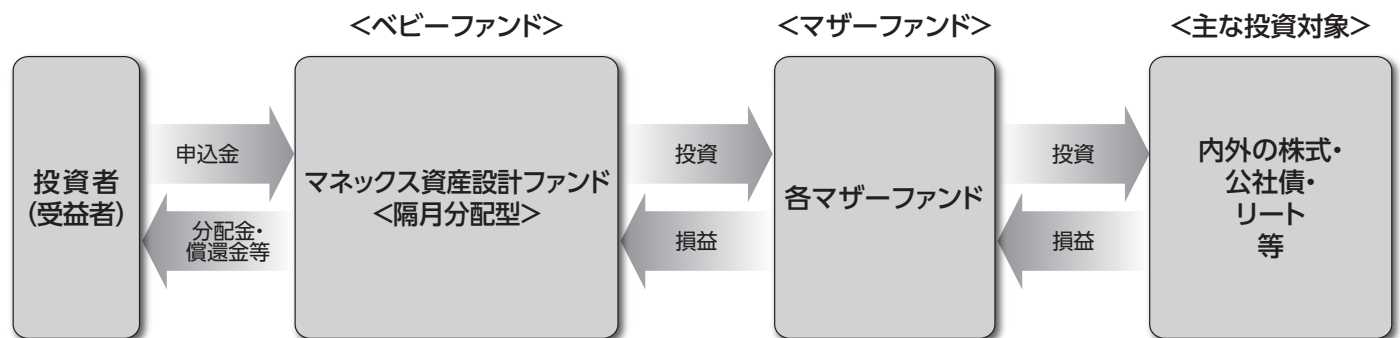 ＜ベビーファンド＞
＜マザーファンド＞
＜主な投資対象＞
投資者
(受益者)
申込金
分配金・
償還金等
マネックス資産設計ファンド
＜隔月分配型＞
投資
損益
各マザーファンド
投資
損益
内外の株式・
公社債・
リート
等